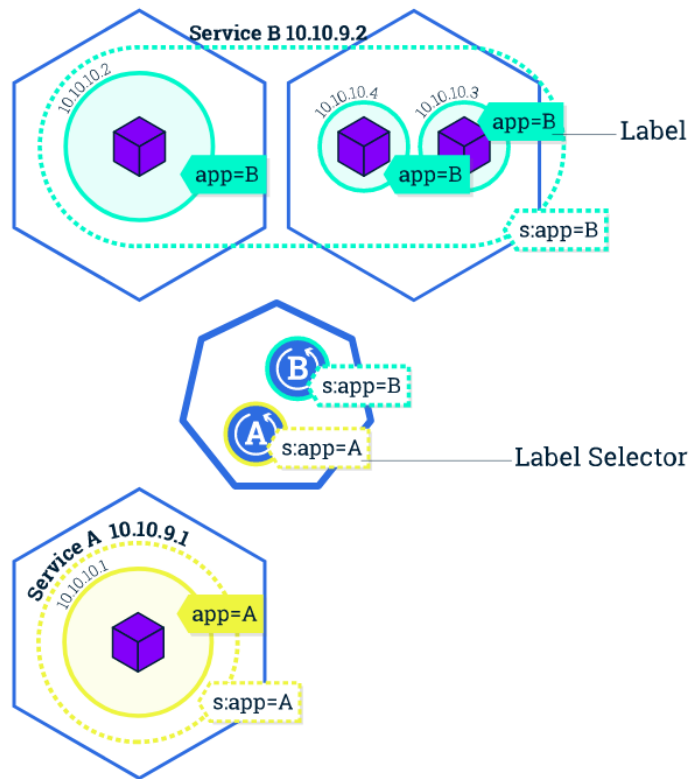 Service B 10.10.9.2
10.10.10.2
10.10.10.4
10.10.10.3
app=B
Label
app=B
app=B
s:app=B
B
s:app=B
A
s:app=A
Label Selector
Service A 10.10.9.1
10.10.10.1
app=A
s:app=A